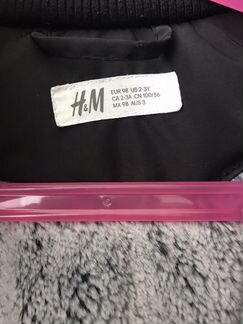 H&M
EUR 98 US 2-3Y
CA 2-3A CN 100/56
MX 98 AUS 3